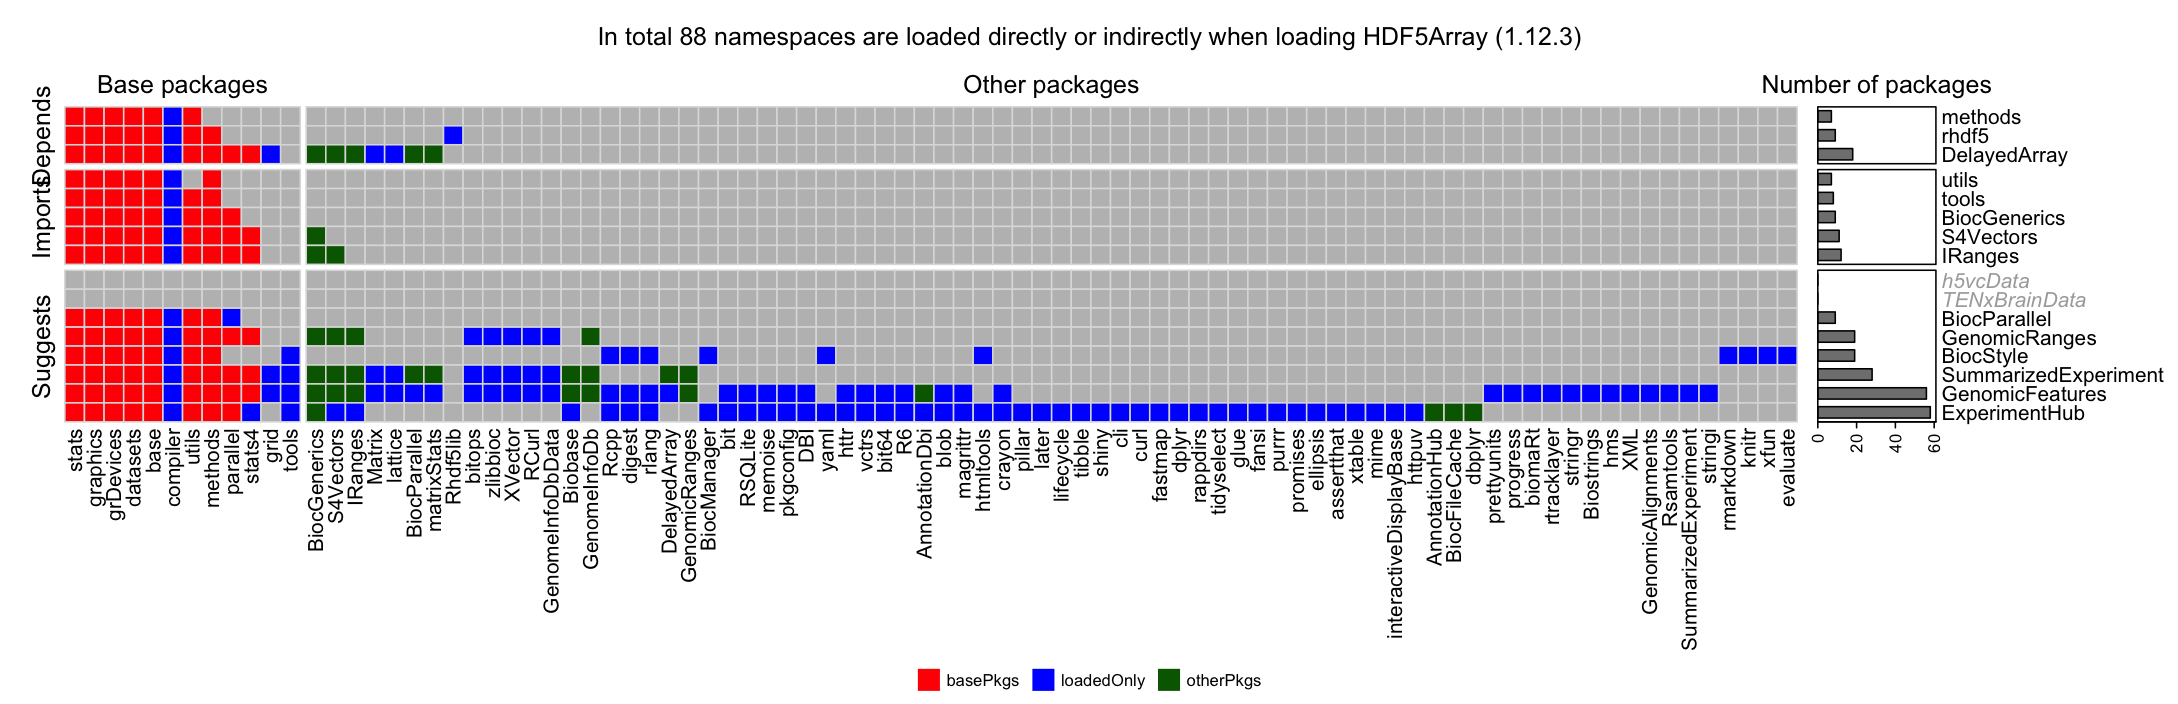 In total 88 namespaces are loaded directly or indirectly when loading HDF5Array (1.12.3)
Base packages
Other packages
Number of packages
Depends
Imports
Suggests
methods
rhdf5
DelayedArray
utils
tools
BiocGenerics
S4Vectors
IRanges
h5vcData
TENxBrainData
BiocParallel
GenomicRanges
BiocStyle
SummarizedExperiment
GenomicFeatures
ExperimentHub
0
20
40
60
stats
graphics
grDevices
datasets
base
compiler
utils
methods
parallel
stats4
grid
tools
BiocGenerics
S4Vectors
IRanges
Matrix
lattice
BiocParallel
matrixStats
Rhdf5lib
bitops
zlibbioc
XVector
RCurl
GenomeInfoDbData
Biobase
GenomeInfoDb
Rcpp
digest
rlang
DelayedArray
GenomicRanges
BiocManager
bit
RSQLite
memoise
pkgconfig
DBI
yaml
httr
vctrs
bit64
R6
AnnotationDbi
blob
magrittr
htmltools
crayon
pillar
later
lifecycle
tibble
shiny
cli
curl
fastmap
dplyr
rappdirs
tidyselect
glue
fansi
purrr
promises
ellipsis
assertthat
xtable
mime
interactiveDisplayBase
httpuv
AnnotationHub
BiocFileCache
dbplyr
prettyunits
progress
biomaRt
rtracklayer
stringr
Biostrings
hms
XML
GenomicAlignments
Rsamtools
SummarizedExperiment
stringi
rmarkdown
knitr
xfun
evaluate
basePkgs
loadedOnly
otherPkgs